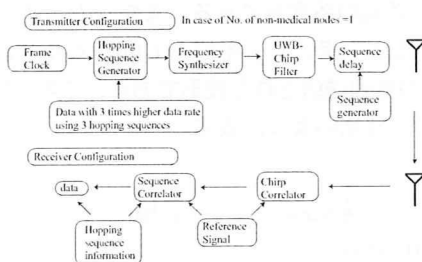 Transmitter Configuration
In case of No. of non-medical nodes =1
Frame
Clock
Hopping
Sequence
Generator
Frequency
Synthesizer
UWB-
Chirp
Filter
Sequence
delay
Data with 3 times higher data rate
using 3 hopping sequences
Sequence
generator
Receiver Configuration
data
Sequence
Correlator
Chirp
Correlator
Hopping
sequence
information
Reference
Signal